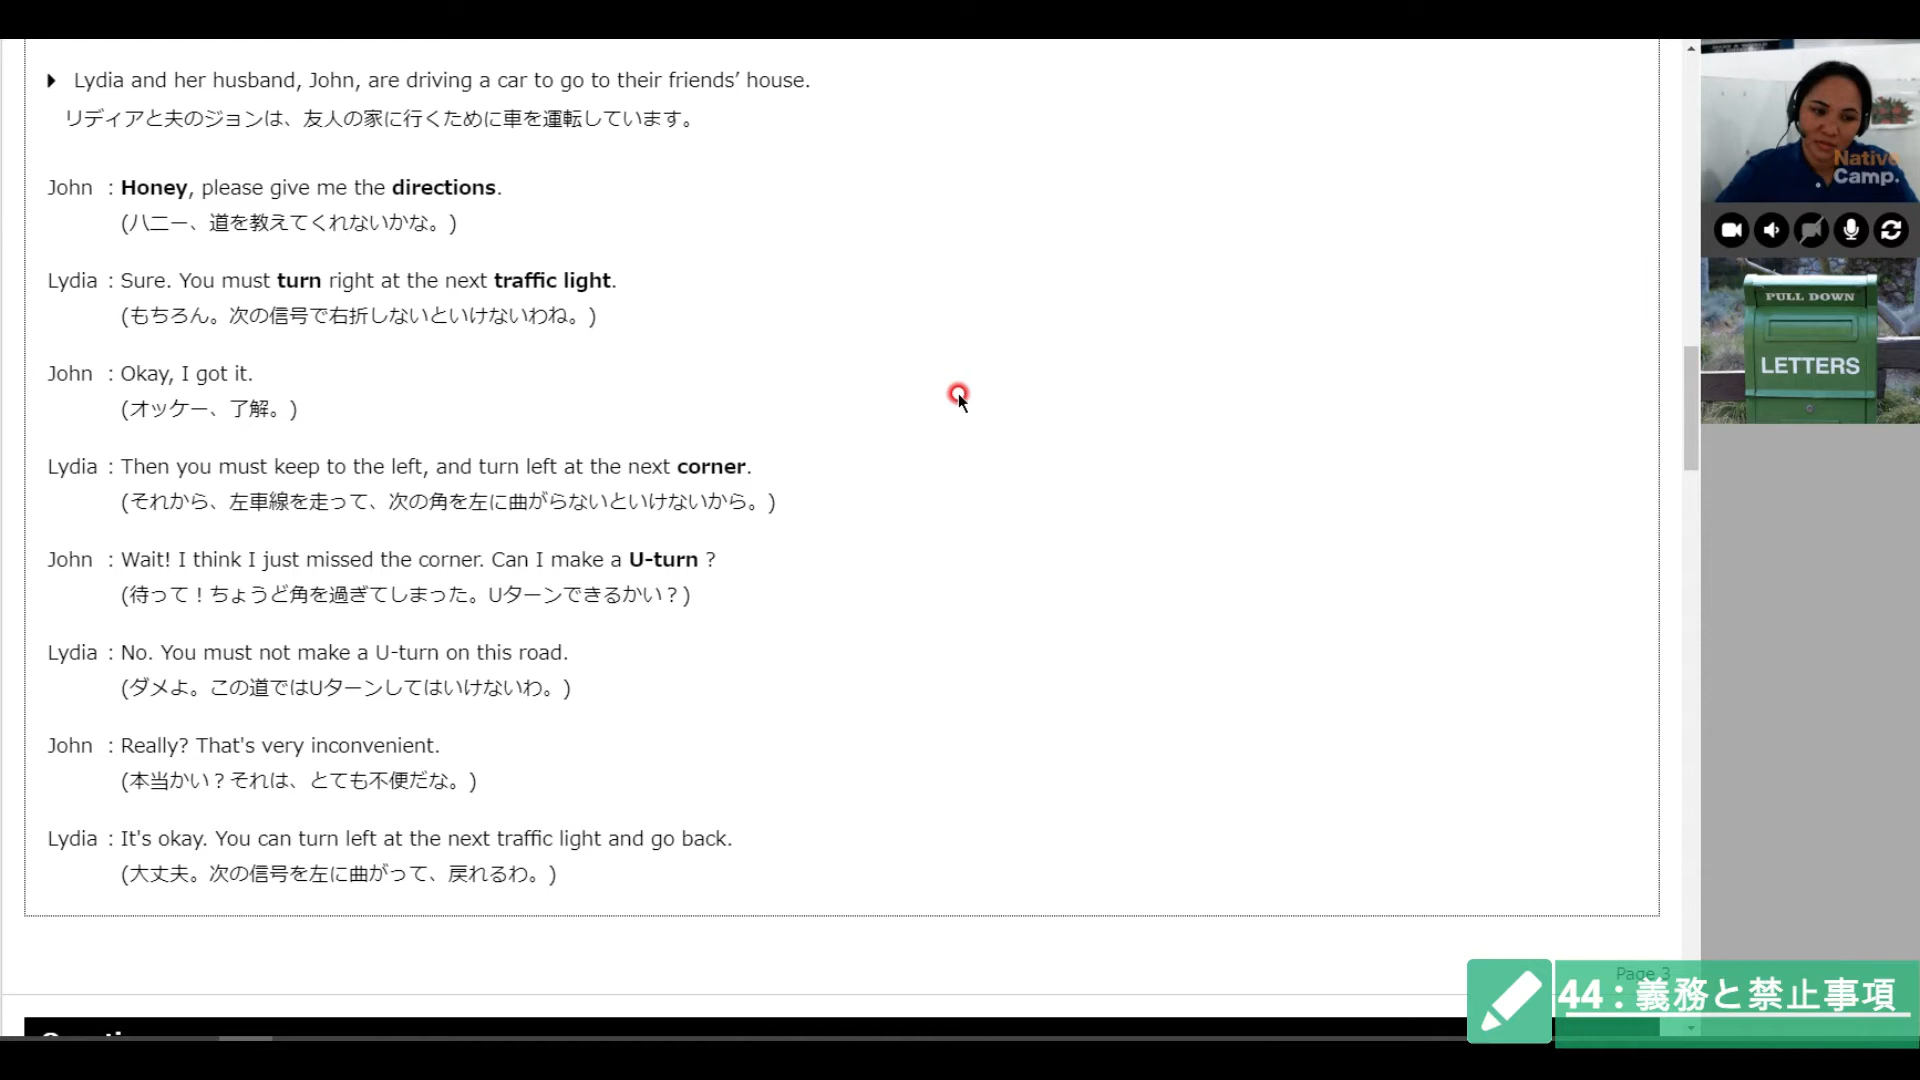 ▶ Lydia and her husband, John, are driving a car to go to their friends’ house.
リディアと夫のジョンは、友人の家に行くために車を運転しています。
John : Honey, please give me the directions.
(ハニー、道を教えてくれないかな。)
Lydia : Sure. You must turn right at the next traffic light.
(もちろん。次の信号で右折しないといけないわね。)
John : Okay, I got it.
(オッケー、了解。)
Lydia : Then you must keep to the left, and turn left at the next corner.
(それから、左車線を走って、次の角を左に曲がらないといけないから。)
John : Wait! I think I just missed the corner. Can I make a U-turn ?
(待って！ちょうど角を過ぎてしまった。Uターンできるかい？)
Lydia : No. You must not make a U-turn on this road.
(ダメよ。この道ではUターンしてはいけないわ。)
John : Really? That's very inconvenient.
(本当かい？それは、とても不便だな。)
Lydia : It's okay. You can turn left at the next traffic light and go back.
(大丈夫。次の信号を左に曲がって、戻れるわ。)
Page 3
44：義務と禁止事項
Native
Camp.
PULL DOWN
LETTERS